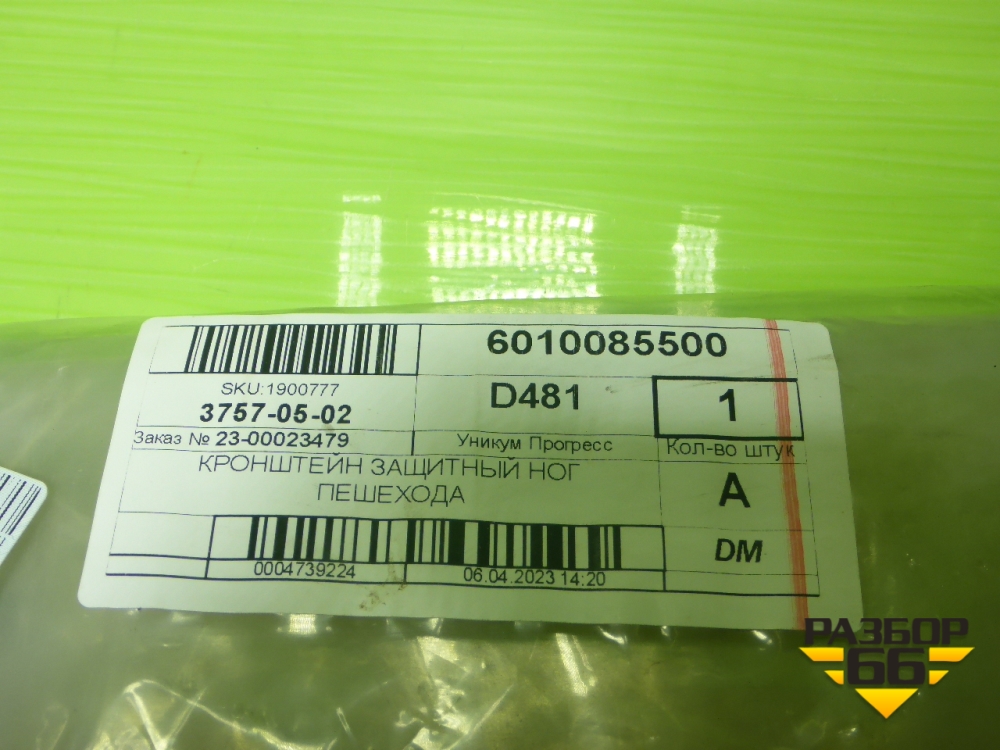 6010085500
SKU:1900777
3757-05-02
D481
1
Заказ № 23-00023479
Уникум Прогресс
Кол-во штук
КРОНШТЕЙН ЗАЩИТНЫЙ НОГ
ПЕШЕХОДА
A
DM
0004739224
06.04.2023 14:20
РАЗБОР
66